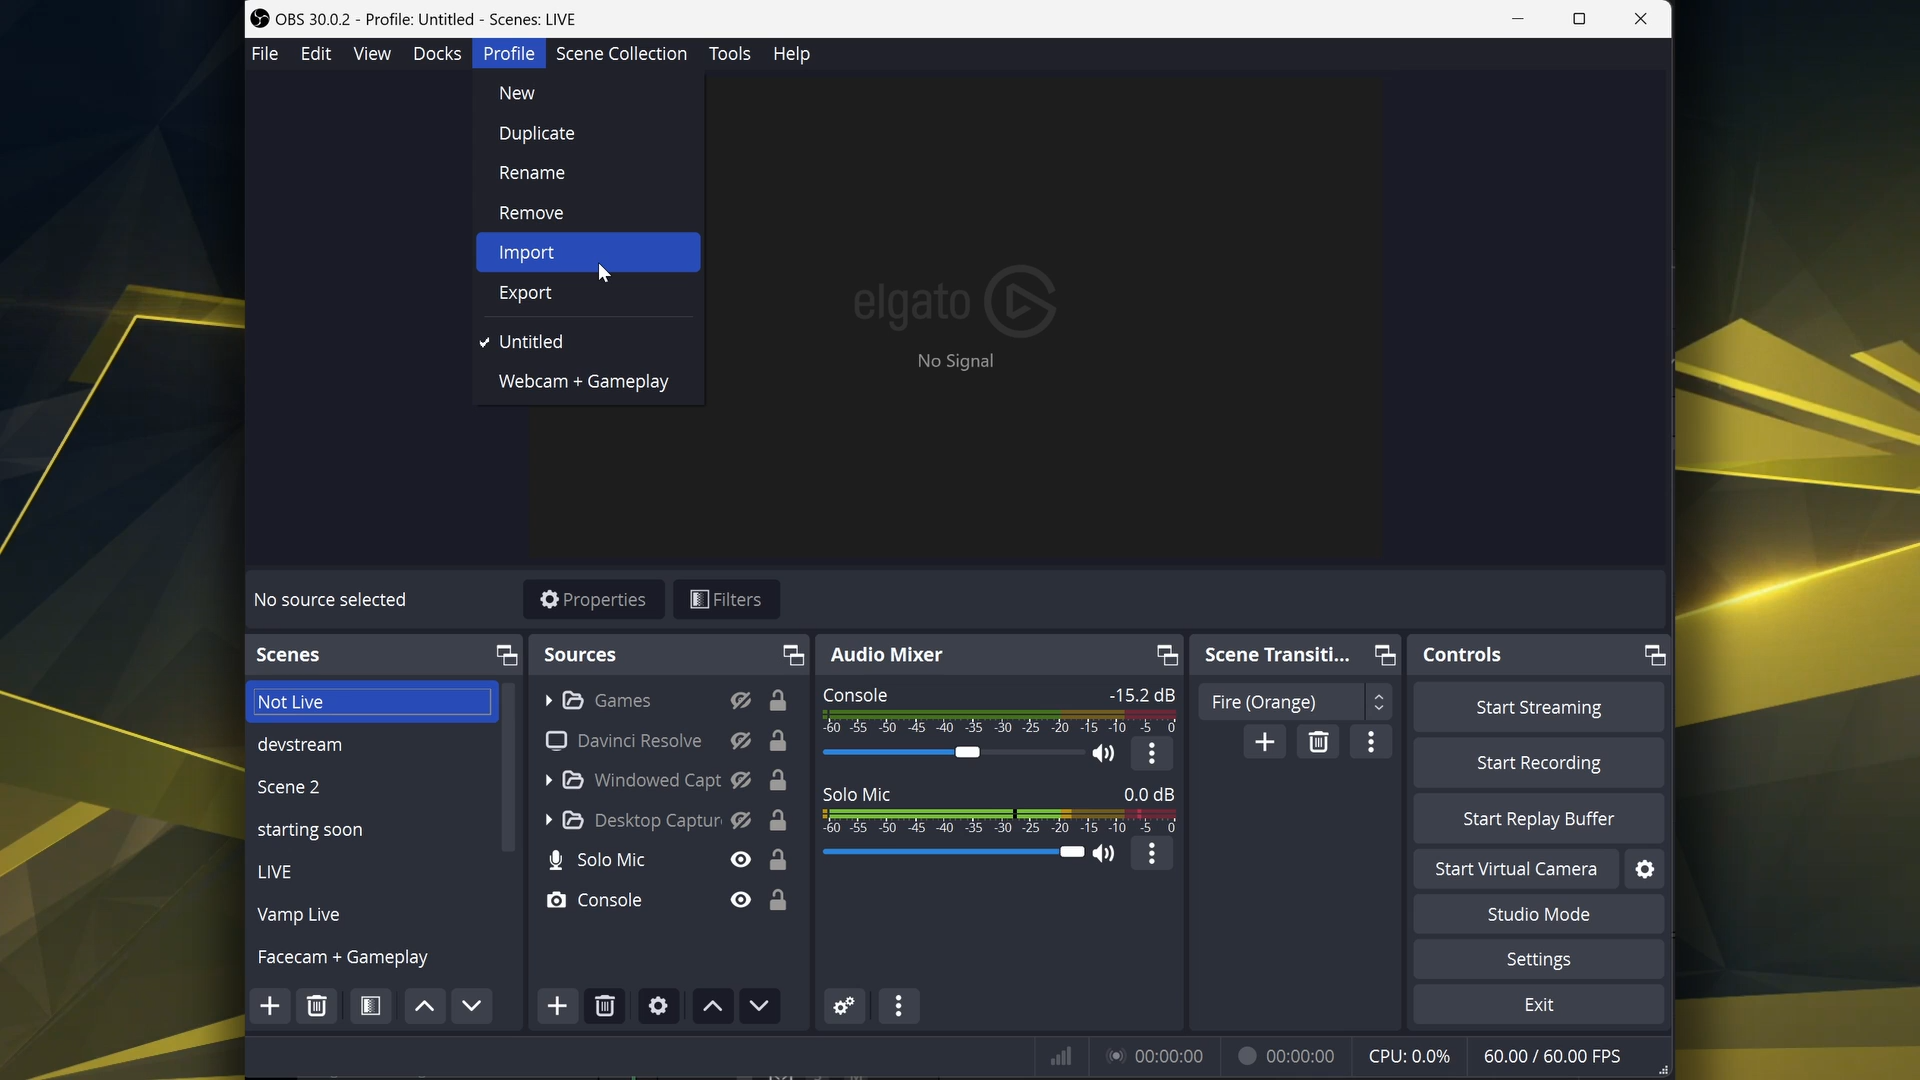 OBS 30.0.2 - Profile: Untitled - Scenes: LIVE
File Edit View Docks Profile Scene Collection Tools Help
New
Duplicate
Rename
Remove
Import
Export
Untitled
Webcam + Gameplay
elgato
No Signal
No source selected
Properties
Filters
Scenes
Not Live
devstream
Scene 2
starting soon
LIVE
Vamp Live
Facecam + Gameplay
Sources
Games
Davinci Resolve
Windowed Capt
Desktop Captur
Solo Mic
Console
Audio Mixer
Console -15.2 dB
-60 -55 -50 -45 -40 -35 -30 -25 -20 -15 -10 -5 0
Solo Mic 0.0 dB
-60 -55 -50 -45 -40 -35 -30 -25 -20 -15 -10 -5 0
Scene Transiti...
Fire (Orange)
Controls
Start Streaming
Start Recording
Start Replay Buffer
Start Virtual Camera
Studio Mode
Settings
Exit
00:00:00 00:00:00 CPU: 0.0% 60.00 / 60.00 FPS